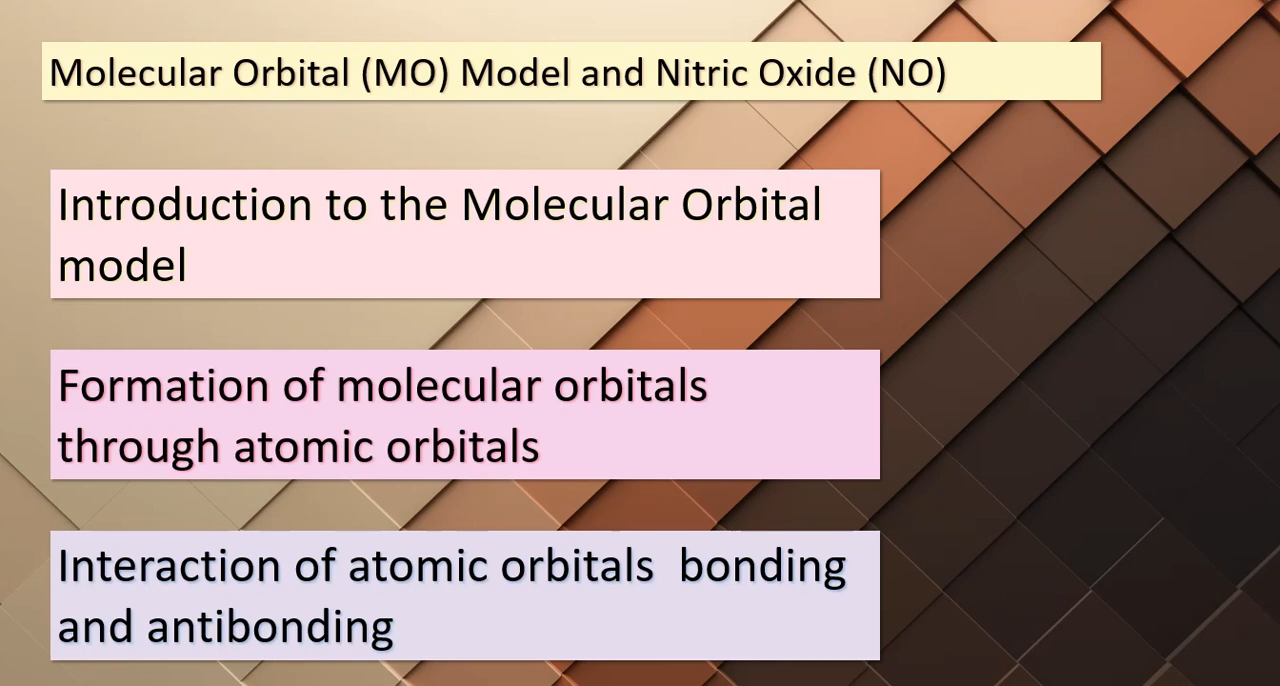 Molecular Orbital (MO) Model and Nitric Oxide (NO)
Introduction to the Molecular Orbital
model
Formation of molecular orbitals
through atomic orbitals
Interaction of atomic orbitals  bonding
and antibonding